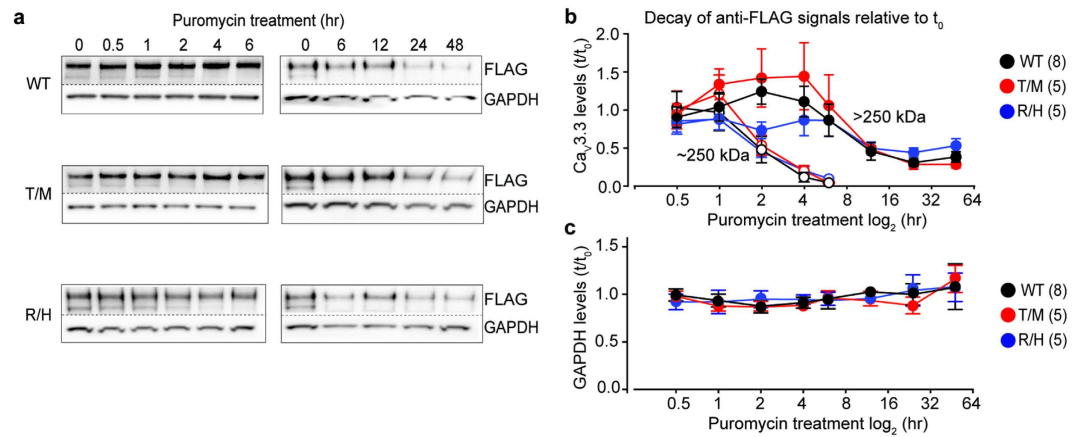 a
Puromycin treatment (hr)
0 0.5 1 2 4 6 0 6 12 24 48
WT
FLAG
GAPDH
T/M
FLAG
GAPDH
R/H
FLAG
GAPDH
b
Decay of anti-FLAG signals relative to t0
CaV3.3 levels (t/t0)
2.0
1.5
1.0
0.5
0.0
>250 kDa
~250 kDa
0.5 1 2 4 8 16 32 64
Puromycin treatment log2 (hr)
WT (8)
T/M (5)
R/H (5)
c
GAPDH levels (t/t0)
1.5
1.0
0.5
0.0
0.5 1 2 4 8 16 32 64
Puromycin treatment log2 (hr)
WT (8)
T/M (5)
R/H (5)